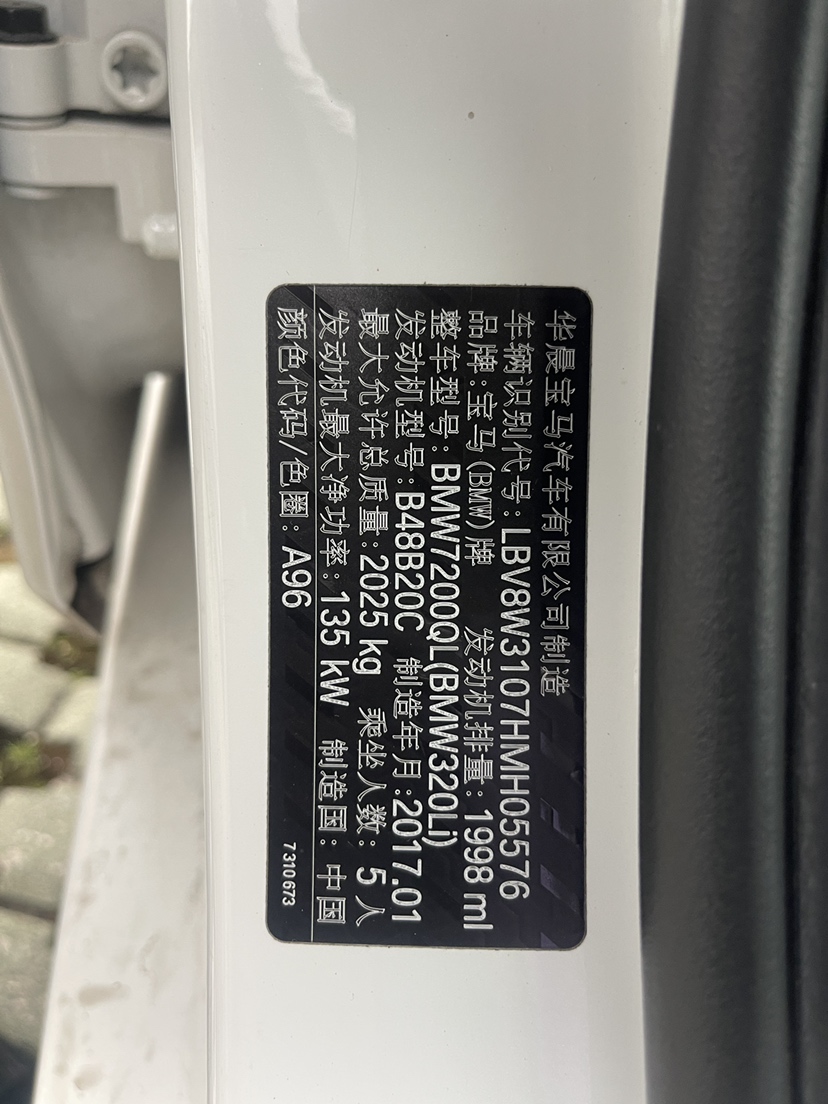 华晨宝马汽车有限公司制造
车辆识别代号: LBV8W3107HMH05576
品牌:宝马(BMW)牌 发动机排量: 1998 ml
整车型号: BMW7200QL(BMW320Li)
发动机型号: B48B20C 制造年月:2017.01
最大允许总质量:2025 kg 乘坐人数: 5 人
发动机最大净功率:135 kW 制造国: 中国
颜色代码/色圈: A96
7 310 673